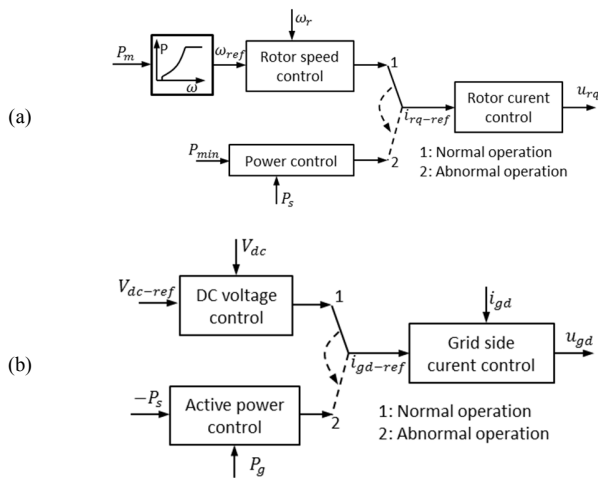 (a)
P_m
P
ω
ω_ref
ω_r
Rotor speed
control
1
i_rq-ref
Rotor curent
control
u_rq
P_min
Power control
2
P_s
1: Normal operation
2: Abnormal operation
(b)
V_dc
V_dc-ref
DC voltage
control
1
i_gd
i_gd-ref
Grid side
curent control
u_gd
-P_s
Active power
control
2
P_g
1: Normal operation
2: Abnormal operation